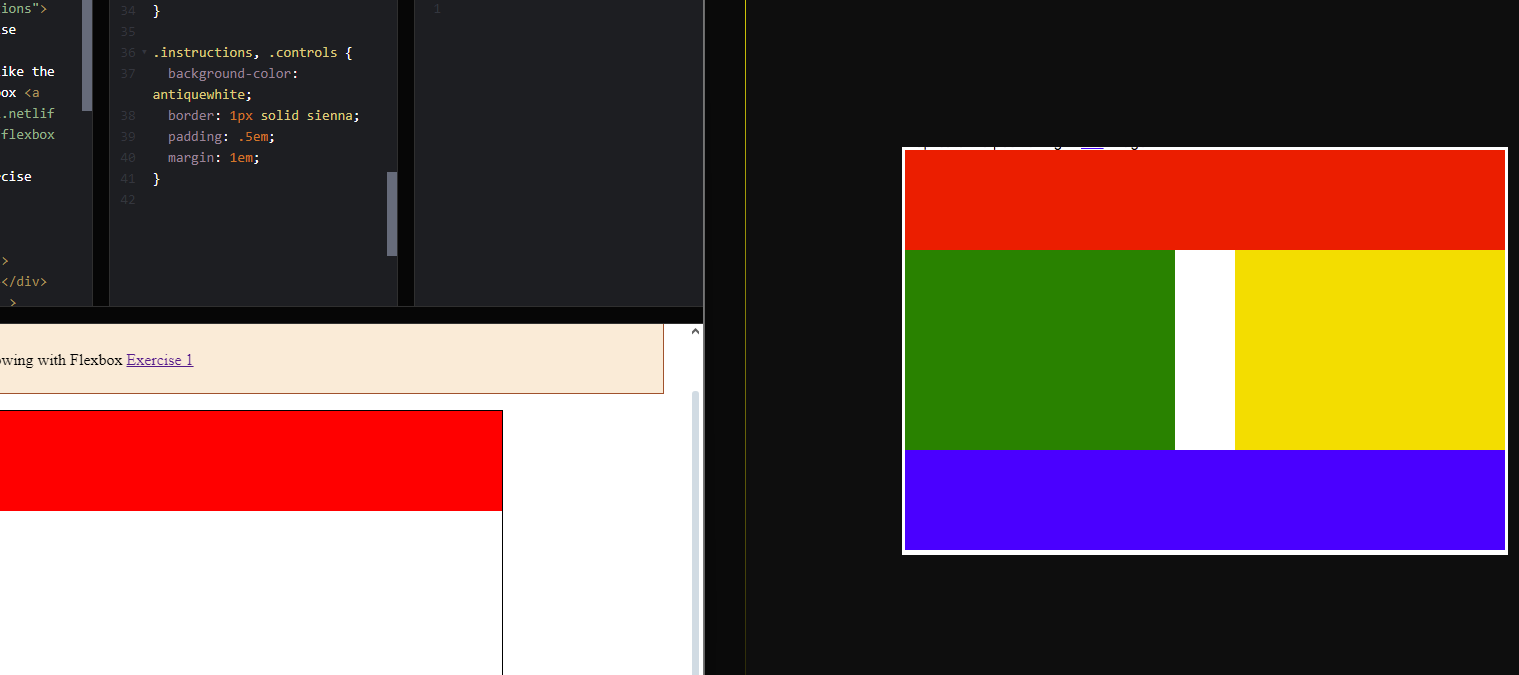 ions">
se
ike the
ox <a
.netlif
flexbox
cise
>
</div>
>
34 }
35
36 .instructions, .controls {
37 background-color:
antiquewhite;
38 border: 1px solid sienna;
39 padding: .5em;
40 margin: 1em;
41 }
42
1
owing with Flexbox Exercise 1